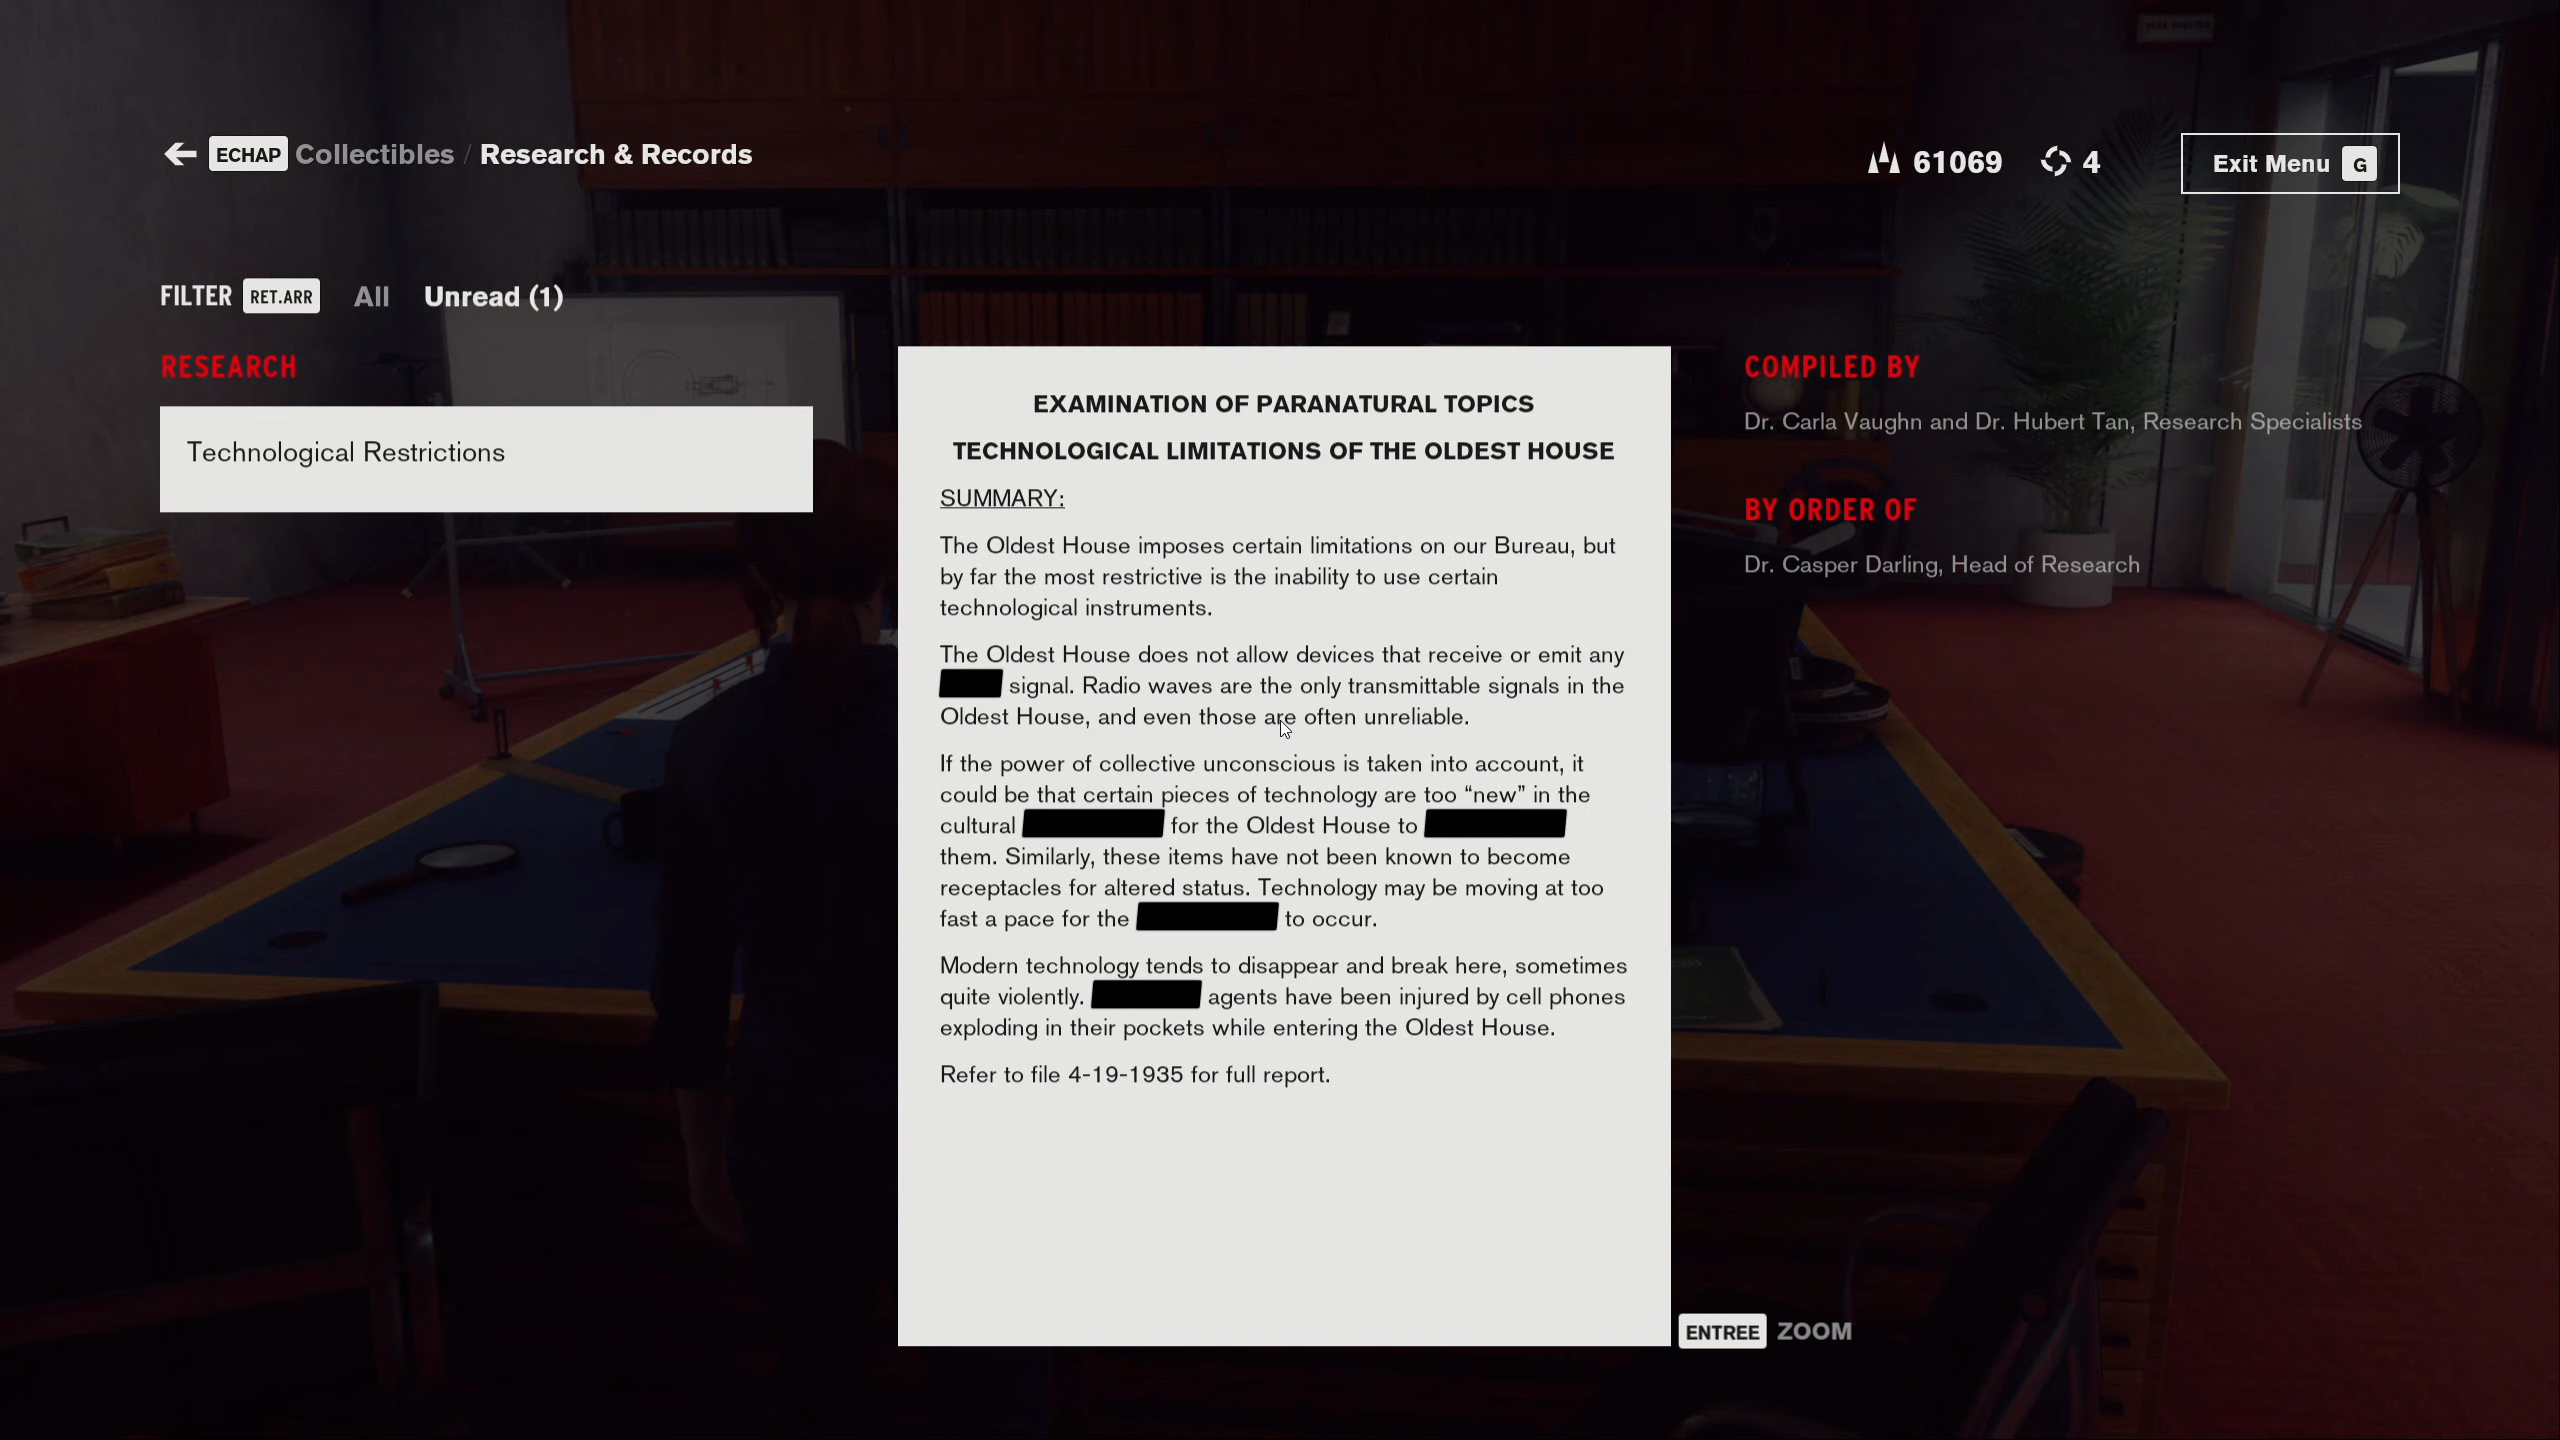 SEEK SHELTER
ECHAP Collectibles / Research & Records
61069 4 Exit Menu G
FILTER RET.ARR All Unread (1)
RESEARCH
Technological Restrictions
EXAMINATION OF PARANATURAL TOPICS
TECHNOLOGICAL LIMITATIONS OF THE OLDEST HOUSE
SUMMARY:
The Oldest House imposes certain limitations on our Bureau, but
by far the most restrictive is the inability to use certain
technological instruments.
The Oldest House does not allow devices that receive or emit any
signal. Radio waves are the only transmittable signals in the
Oldest House, and even those are often unreliable.
If the power of collective unconscious is taken into account, it
could be that certain pieces of technology are too “new” in the
cultural for the Oldest House to
them. Similarly, these items have not been known to become
receptacles for altered status. Technology may be moving at too
fast a pace for the to occur.
Modern technology tends to disappear and break here, sometimes
quite violently. agents have been injured by cell phones
exploding in their pockets while entering the Oldest House.
Refer to file 4-19-1935 for full report.
COMPILED BY
Dr. Carla Vaughn and Dr. Hubert Tan, Research Specialists
BY ORDER OF
Dr. Casper Darling, Head of Research
ENTREE ZOOM